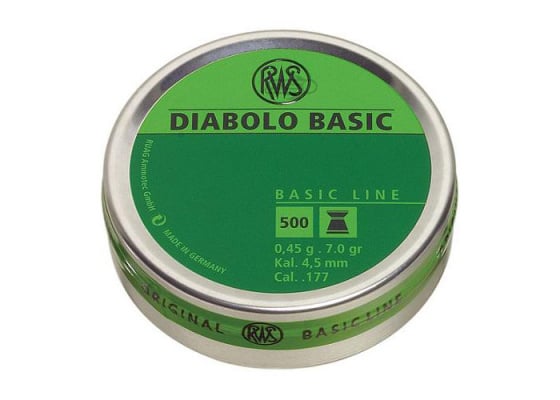 RWS
DIABOLO BASIC
BASIC LINE
500
0,45 g . 7.0 gr
Kal. 4,5 mm
Cal. .177
RUAG Ammotec GmbH
MADE IN GERMANY
ORIGINAL RWS BASIC LINE